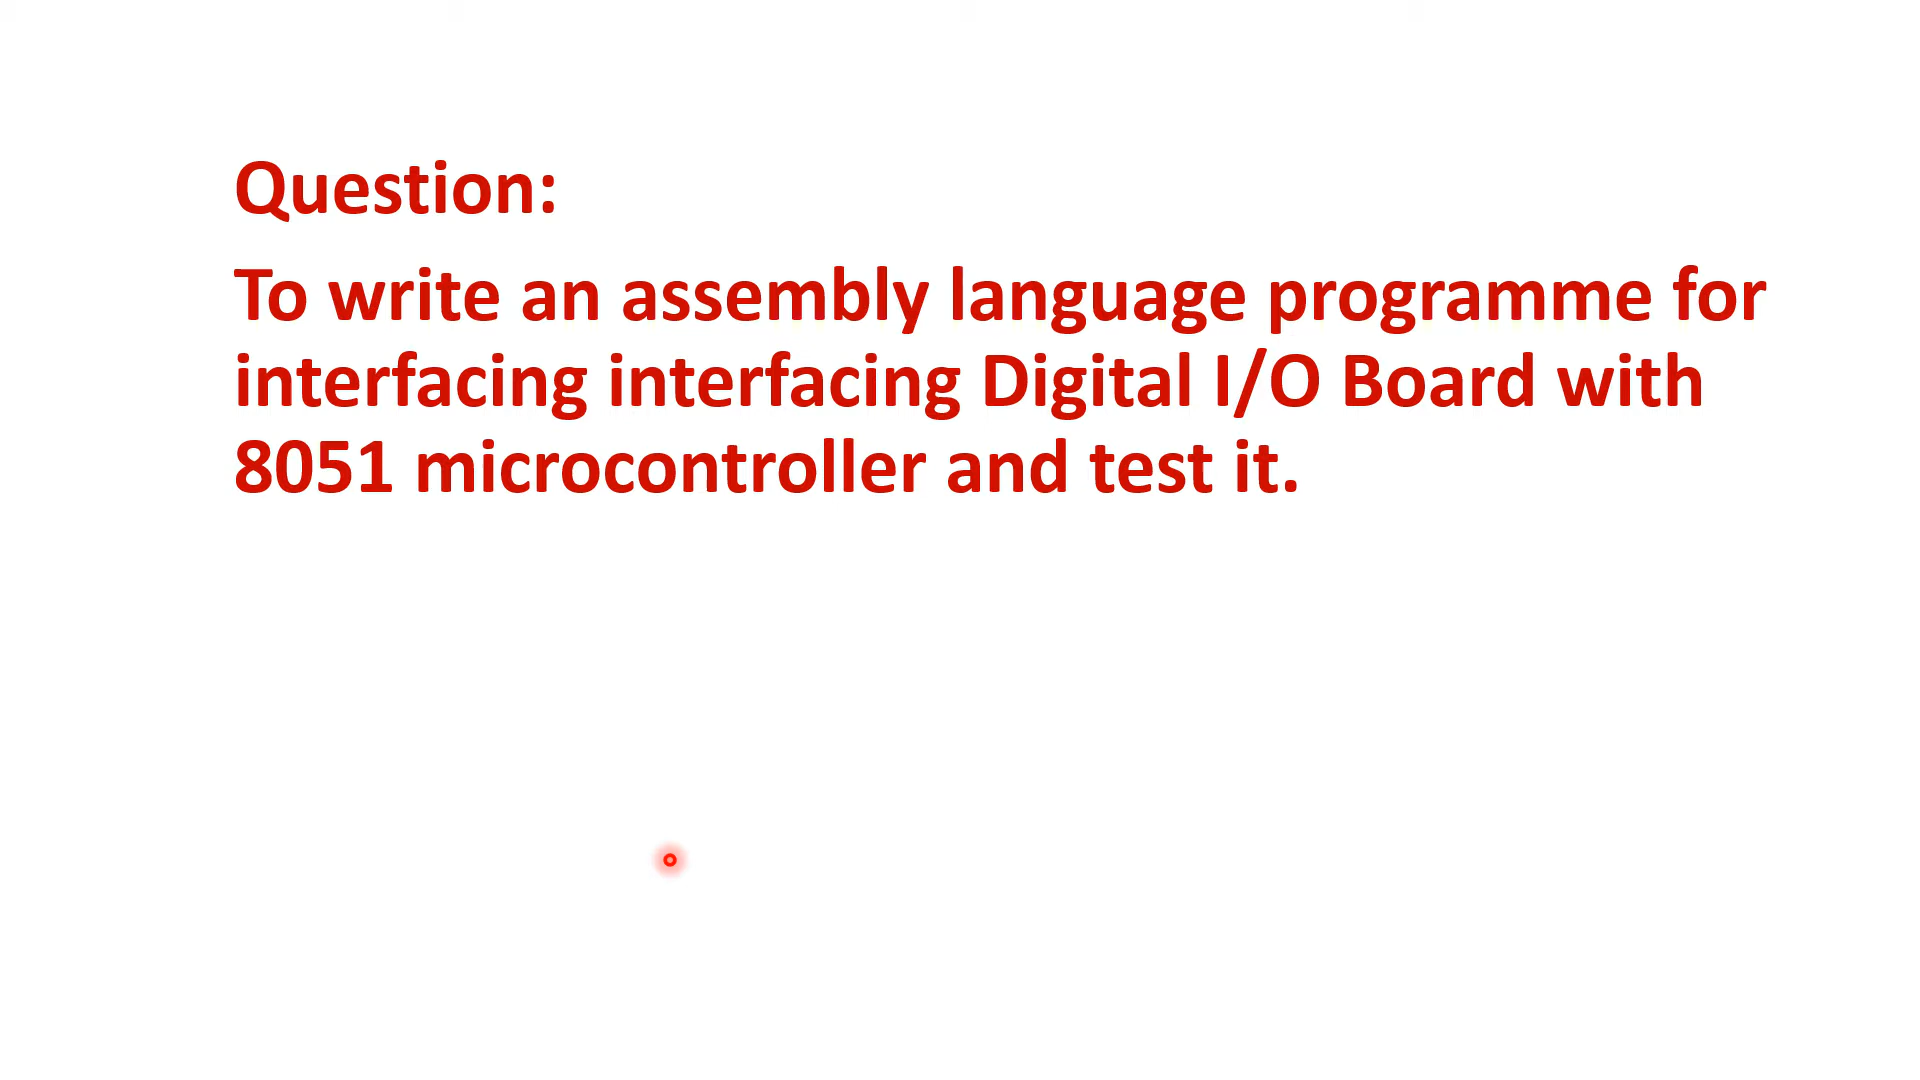 Question:
To write an assembly language programme for
interfacing interfacing Digital I/O Board with
8051 microcontroller and test it.